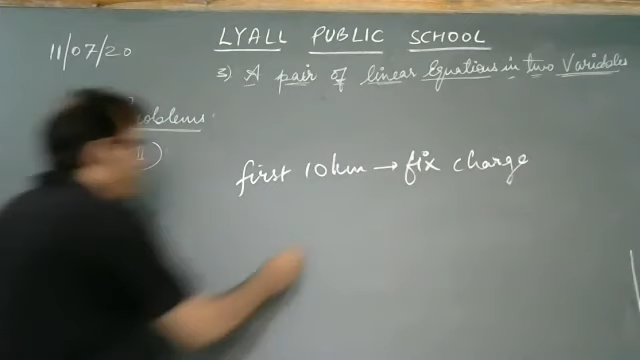 11/07/20
LYALL PUBLIC SCHOOL
3) A pair of linear Equations in two Variables
first 10km → fix charge